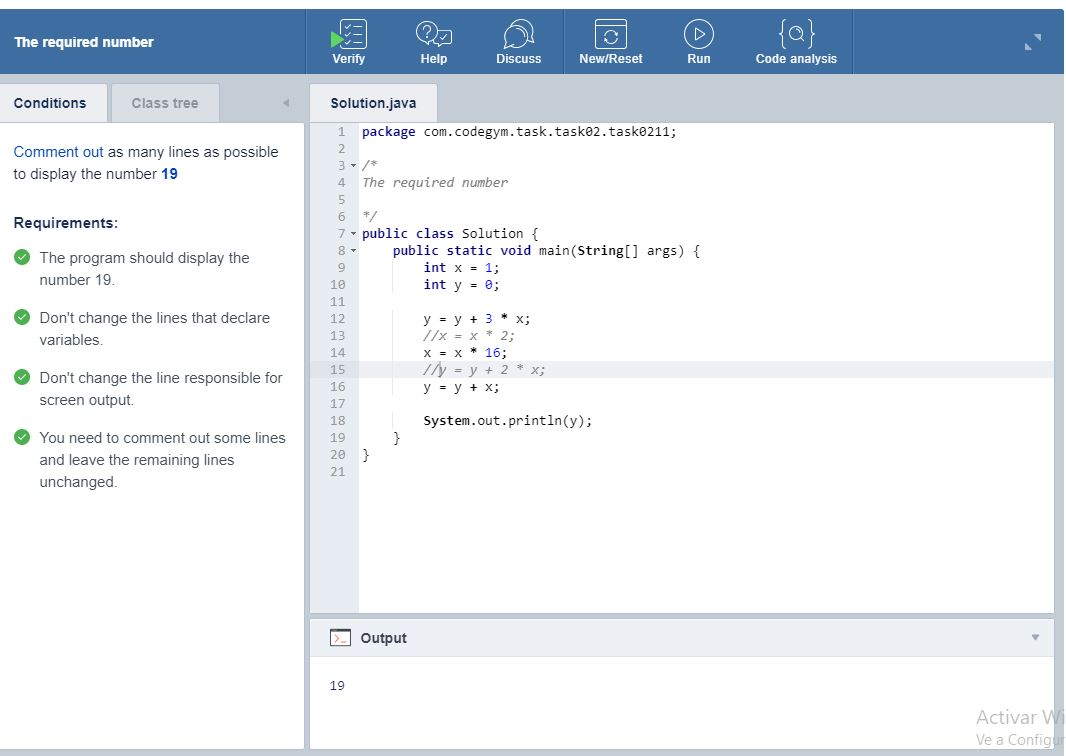 The required number
Verify
Help
Discuss
New/Reset
Run
Code analysis
Conditions
Class tree
Comment out as many lines as possible
to display the number 19
Requirements:
The program should display the
number 19.
Don't change the lines that declare
variables.
Don't change the line responsible for
screen output.
You need to comment out some lines
and leave the remaining lines
unchanged.
Solution.java
1 package com.codegym.task.task02.task0211;
2
3 /*
4 The required number
5
6 */
7 public class Solution {
8 public static void main(String[] args) {
9 int x = 1;
10 int y = 0;
11
12 y = y + 3 * x;
13 //x = x * 2;
14 x = x * 16;
15 //y = y + 2 * x;
16 y = y + x;
17
18 System.out.println(y);
19 }
20 }
21
Output
19
Activar Wi
Ve a Configur